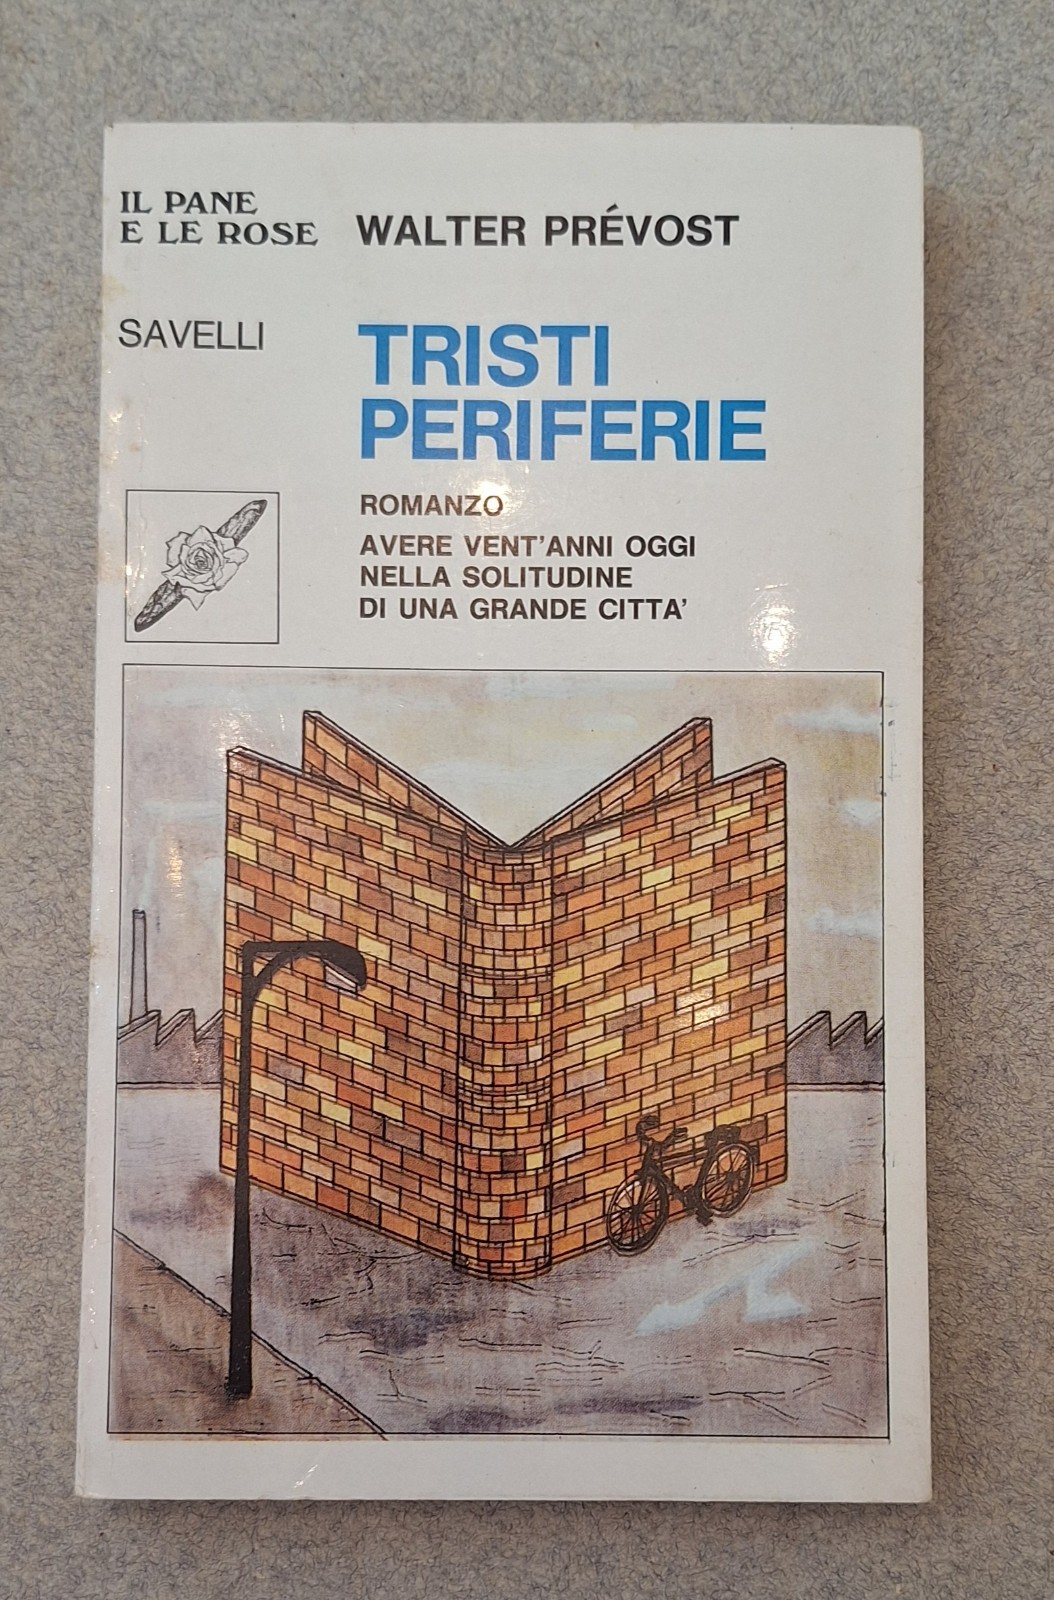 IL PANE
E LE ROSE
WALTER PRÉVOST
SAVELLI
TRISTI
PERIFERIE
ROMANZO
AVERE VENT'ANNI OGGI
NELLA SOLITUDINE
DI UNA GRANDE CITTA'